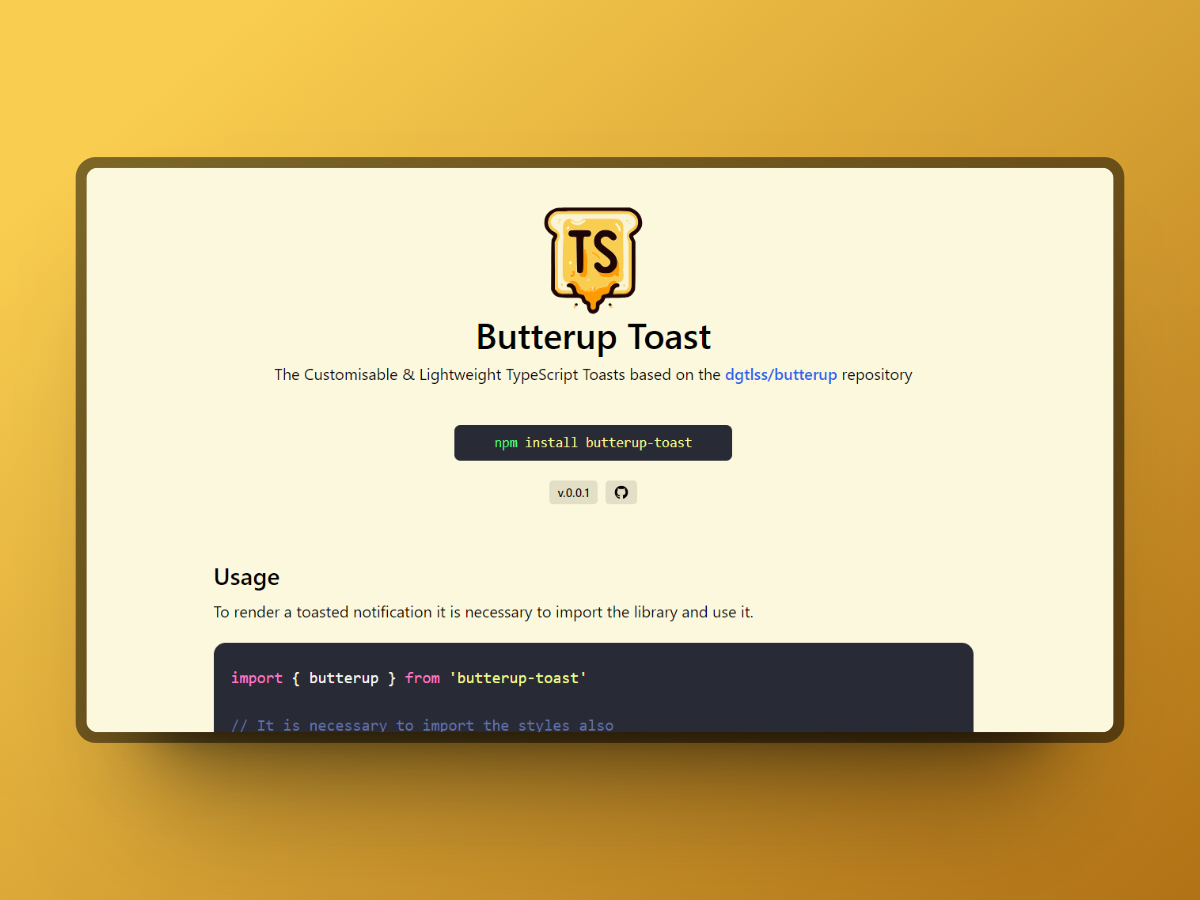 TS
Butterup Toast
The Customisable & Lightweight TypeScript Toasts based on the dgtlss/butterup repository
npm install butterup-toast
v.0.0.1
Usage
To render a toasted notification it is necessary to import the library and use it.
import { butterup } from 'butterup-toast'
// It is necessary to import the styles also